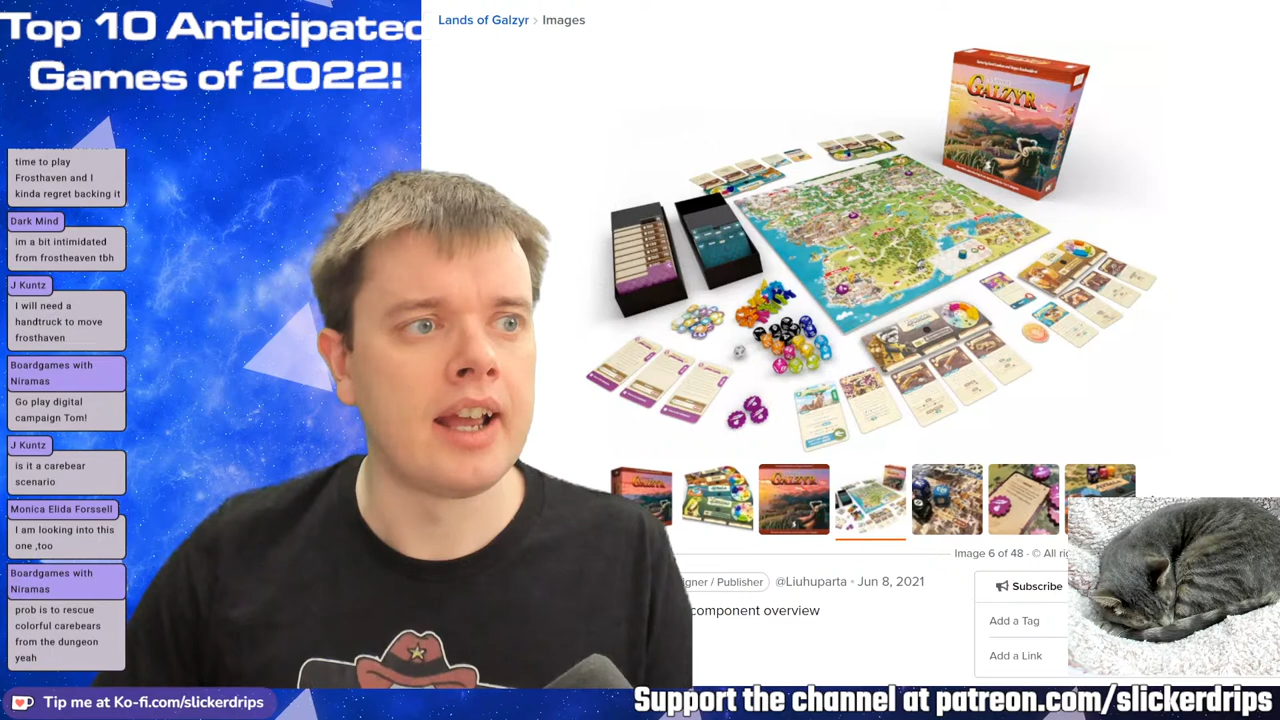 Top 10 Anticipated
Games of 2022!
time to play
Frosthaven and I
kinda regret backing it
Dark Mind
im a bit intimidated
from frostheaven tbh
J Kuntz
I will need a
handtruck to move
frosthaven
Boardgames with
Niramas
Go play digital
campaign Tom!
J Kuntz
is it a carebear
scenario
Monica Elida Forssell
I am looking into this
one ,too
Boardgames with
Niramas
prob is to rescue
colorful carebears
from the dungeon
yeah
Lands of Galzyr > Images
GALZYR
Image 6 of 48 · © All rig
igner / Publisher
@Liuhuparta · Jun 8, 2021
component overview
Subscribe
Add a Tag
Add a Link
Tip me at Ko-fi.com/slickerdrips
Support the channel at patreon.com/slickerdrips